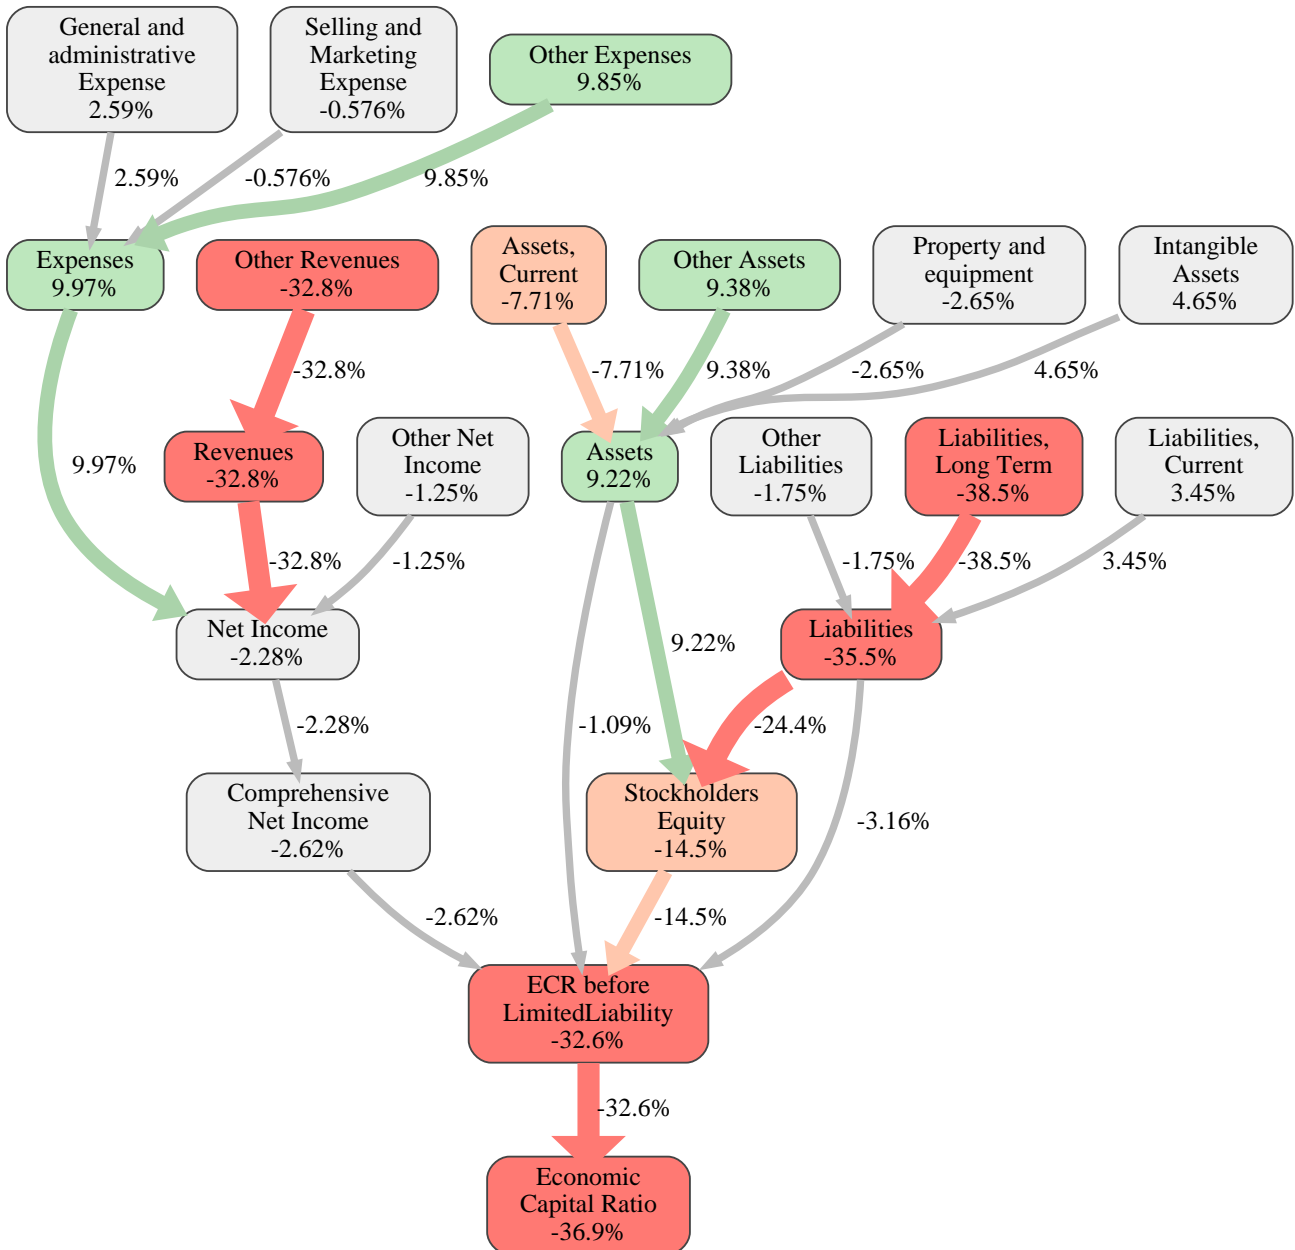 General and
administrative
Expense
2.59%
Selling and
Marketing
Expense
-0.576%
Other Expenses
9.85%
2.59%
-0.576%
9.85%
Expenses
9.97%
Other Revenues
-32.8%
Assets,
Current
-7.71%
Other Assets
9.38%
Property and
equipment
-2.65%
Intangible
Assets
4.65%
-32.8%
-7.71%
9.38%
-2.65%
4.65%
9.97%
Revenues
-32.8%
Other Net
Income
-1.25%
Assets
9.22%
Other
Liabilities
-1.75%
Liabilities,
Long Term
-38.5%
Liabilities,
Current
3.45%
-32.8%
-1.25%
-1.75%
-38.5%
3.45%
Net Income
-2.28%
9.22%
Liabilities
-35.5%
-2.28%
-1.09%
-24.4%
Comprehensive
Net Income
-2.62%
Stockholders
Equity
-14.5%
-3.16%
-2.62%
-14.5%
ECR before
LimitedLiability
-32.6%
-32.6%
Economic
Capital Ratio
-36.9%